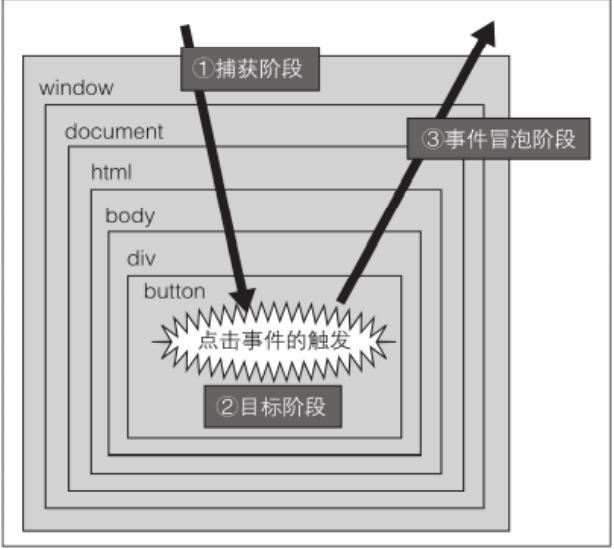 ①捕获阶段
window
document
③事件冒泡阶段
html
body
div
button
点击事件的触发
②目标阶段